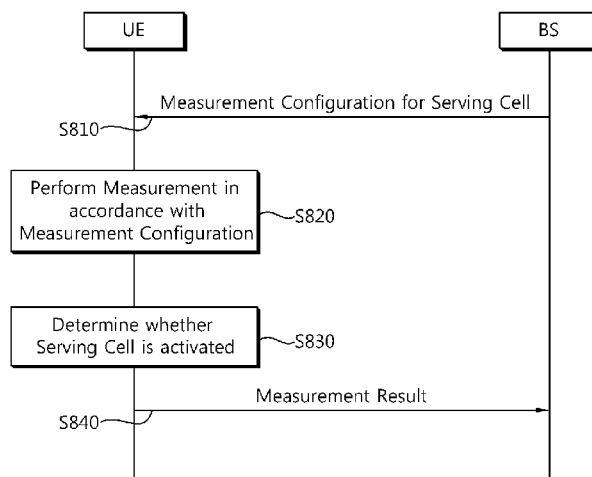 UE
BS
Measurement Configuration for Serving Cell
S810
Perform Measurement in
accordance with
Measurement Configuration
S820
Determine whether
Serving Cell is activated
S830
Measurement Result
S840